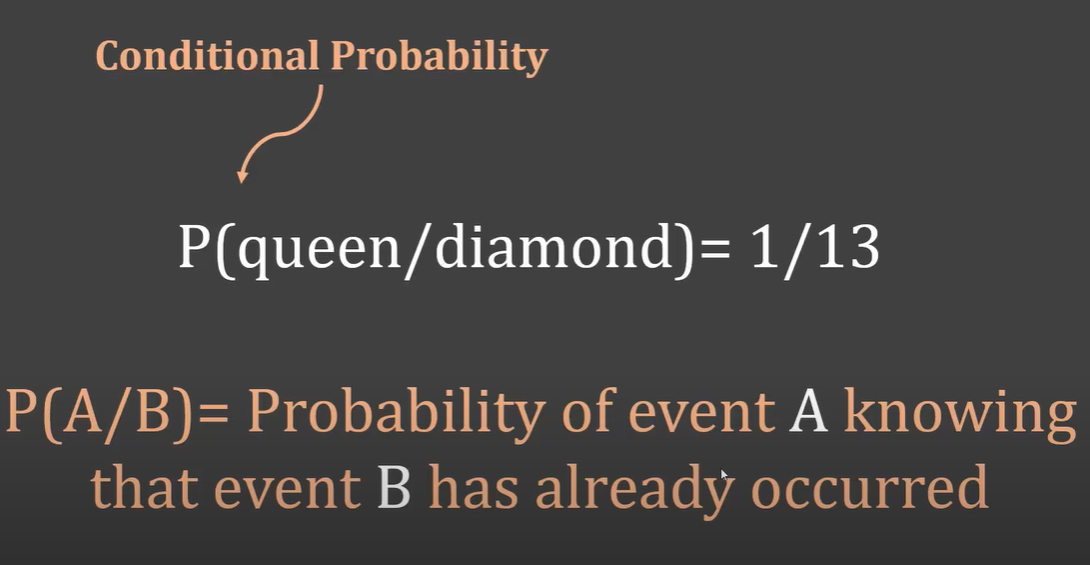 Conditional Probability
P(queen/diamond)= 1/13
P(A/B)= Probability of event A knowing
that event B has already occurred